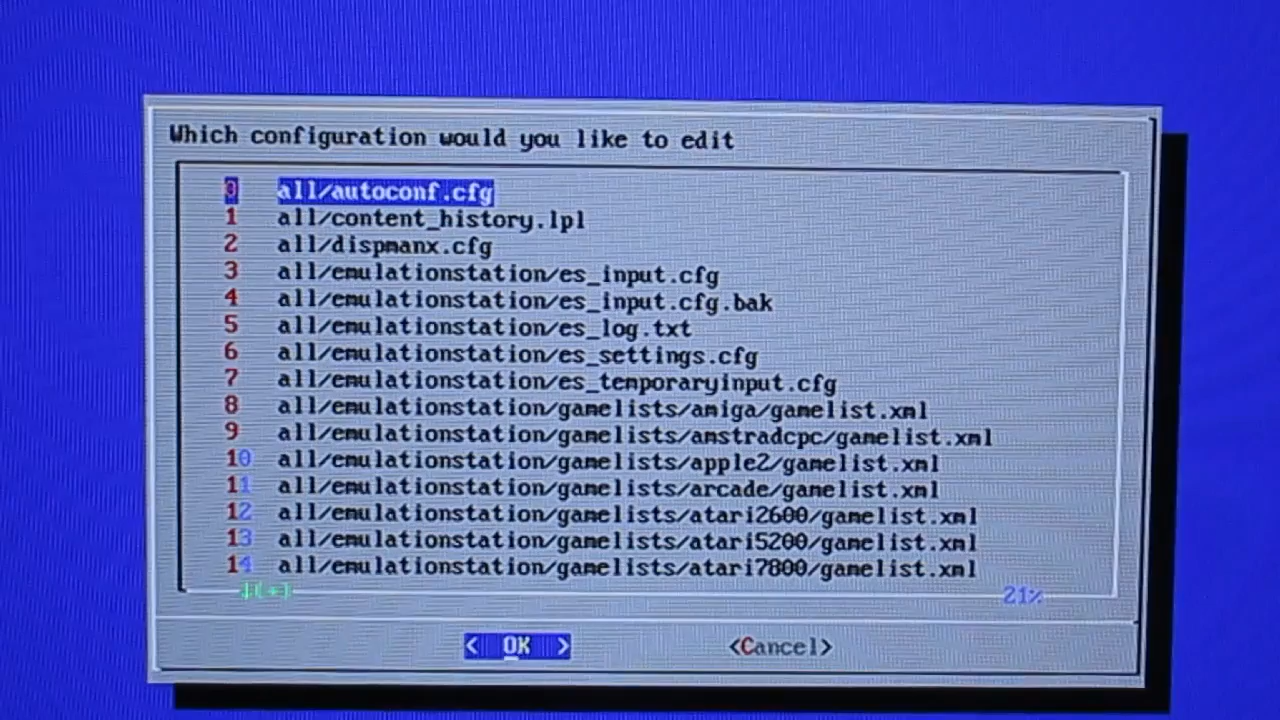 Which configuration would you like to edit
0 all/autoconf.cfg
1 all/content_history.lpl
2 all/dispmanx.cfg
3 all/emulationstation/es_input.cfg
4 all/emulationstation/es_input.cfg.bak
5 all/emulationstation/es_log.txt
6 all/emulationstation/es_settings.cfg
7 all/emulationstation/es_temporaryinput.cfg
8 all/emulationstation/gamelists/amiga/gamelist.xml
9 all/emulationstation/gamelists/amstradcpc/gamelist.xml
10 all/emulationstation/gamelists/apple2/gamelist.xml
11 all/emulationstation/gamelists/arcade/gamelist.xml
12 all/emulationstation/gamelists/atari2600/gamelist.xml
13 all/emulationstation/gamelists/atari5200/gamelist.xml
14 all/emulationstation/gamelists/atari7800/gamelist.xml
↓(+) 21%
< OK > <Cancel>